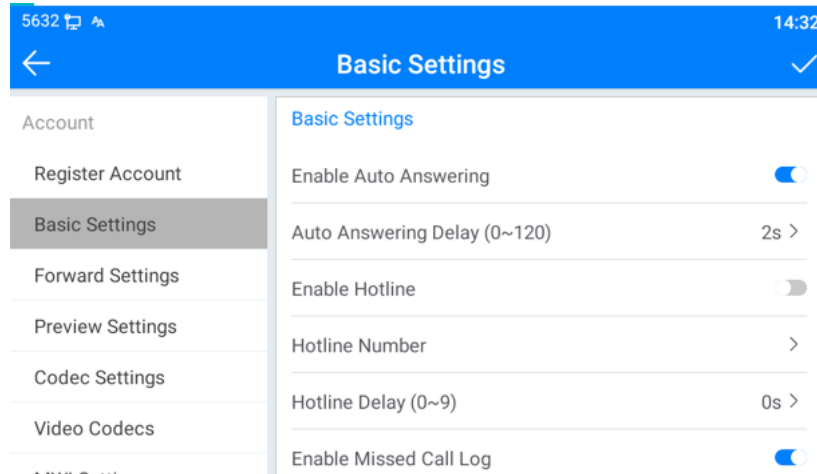 5632
14:32
Basic Settings
Account
Register Account
Basic Settings
Forward Settings
Preview Settings
Codec Settings
Video Codecs
Basic Settings
Enable Auto Answering
Auto Answering Delay (0~120) 2s
Enable Hotline
Hotline Number
Hotline Delay (0~9) 0s
Enable Missed Call Log